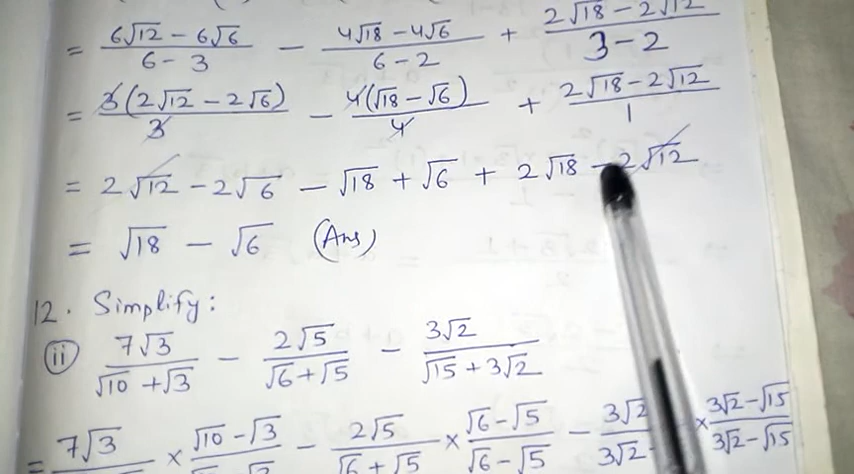 = (6√12 − 6√6)/(6 − 3) − (4√18 − 4√6)/(6 − 2) + (2√18 − 2√12)/(3 − 2)
= 3(2√12 − 2√6)/3 − 4(√18 − √6)/4 + (2√18 − 2√12)/1
= 2√12 − 2√6 − √18 + √6 + 2√18 − 2√12
= √18 − √6 (Ans)
12. Simplify:
(ii) 7√3/(√10 + √3) − 2√5/(√6 + √5) − 3√2/(√15 + 3√2)
= 7√3 × (√10 − √3) − 2√5/(√6 + √5) × (√6 − √5)/(√6 − √5) − 3√2/3√2 × (3√2 − √15)/(3√2 − √15)